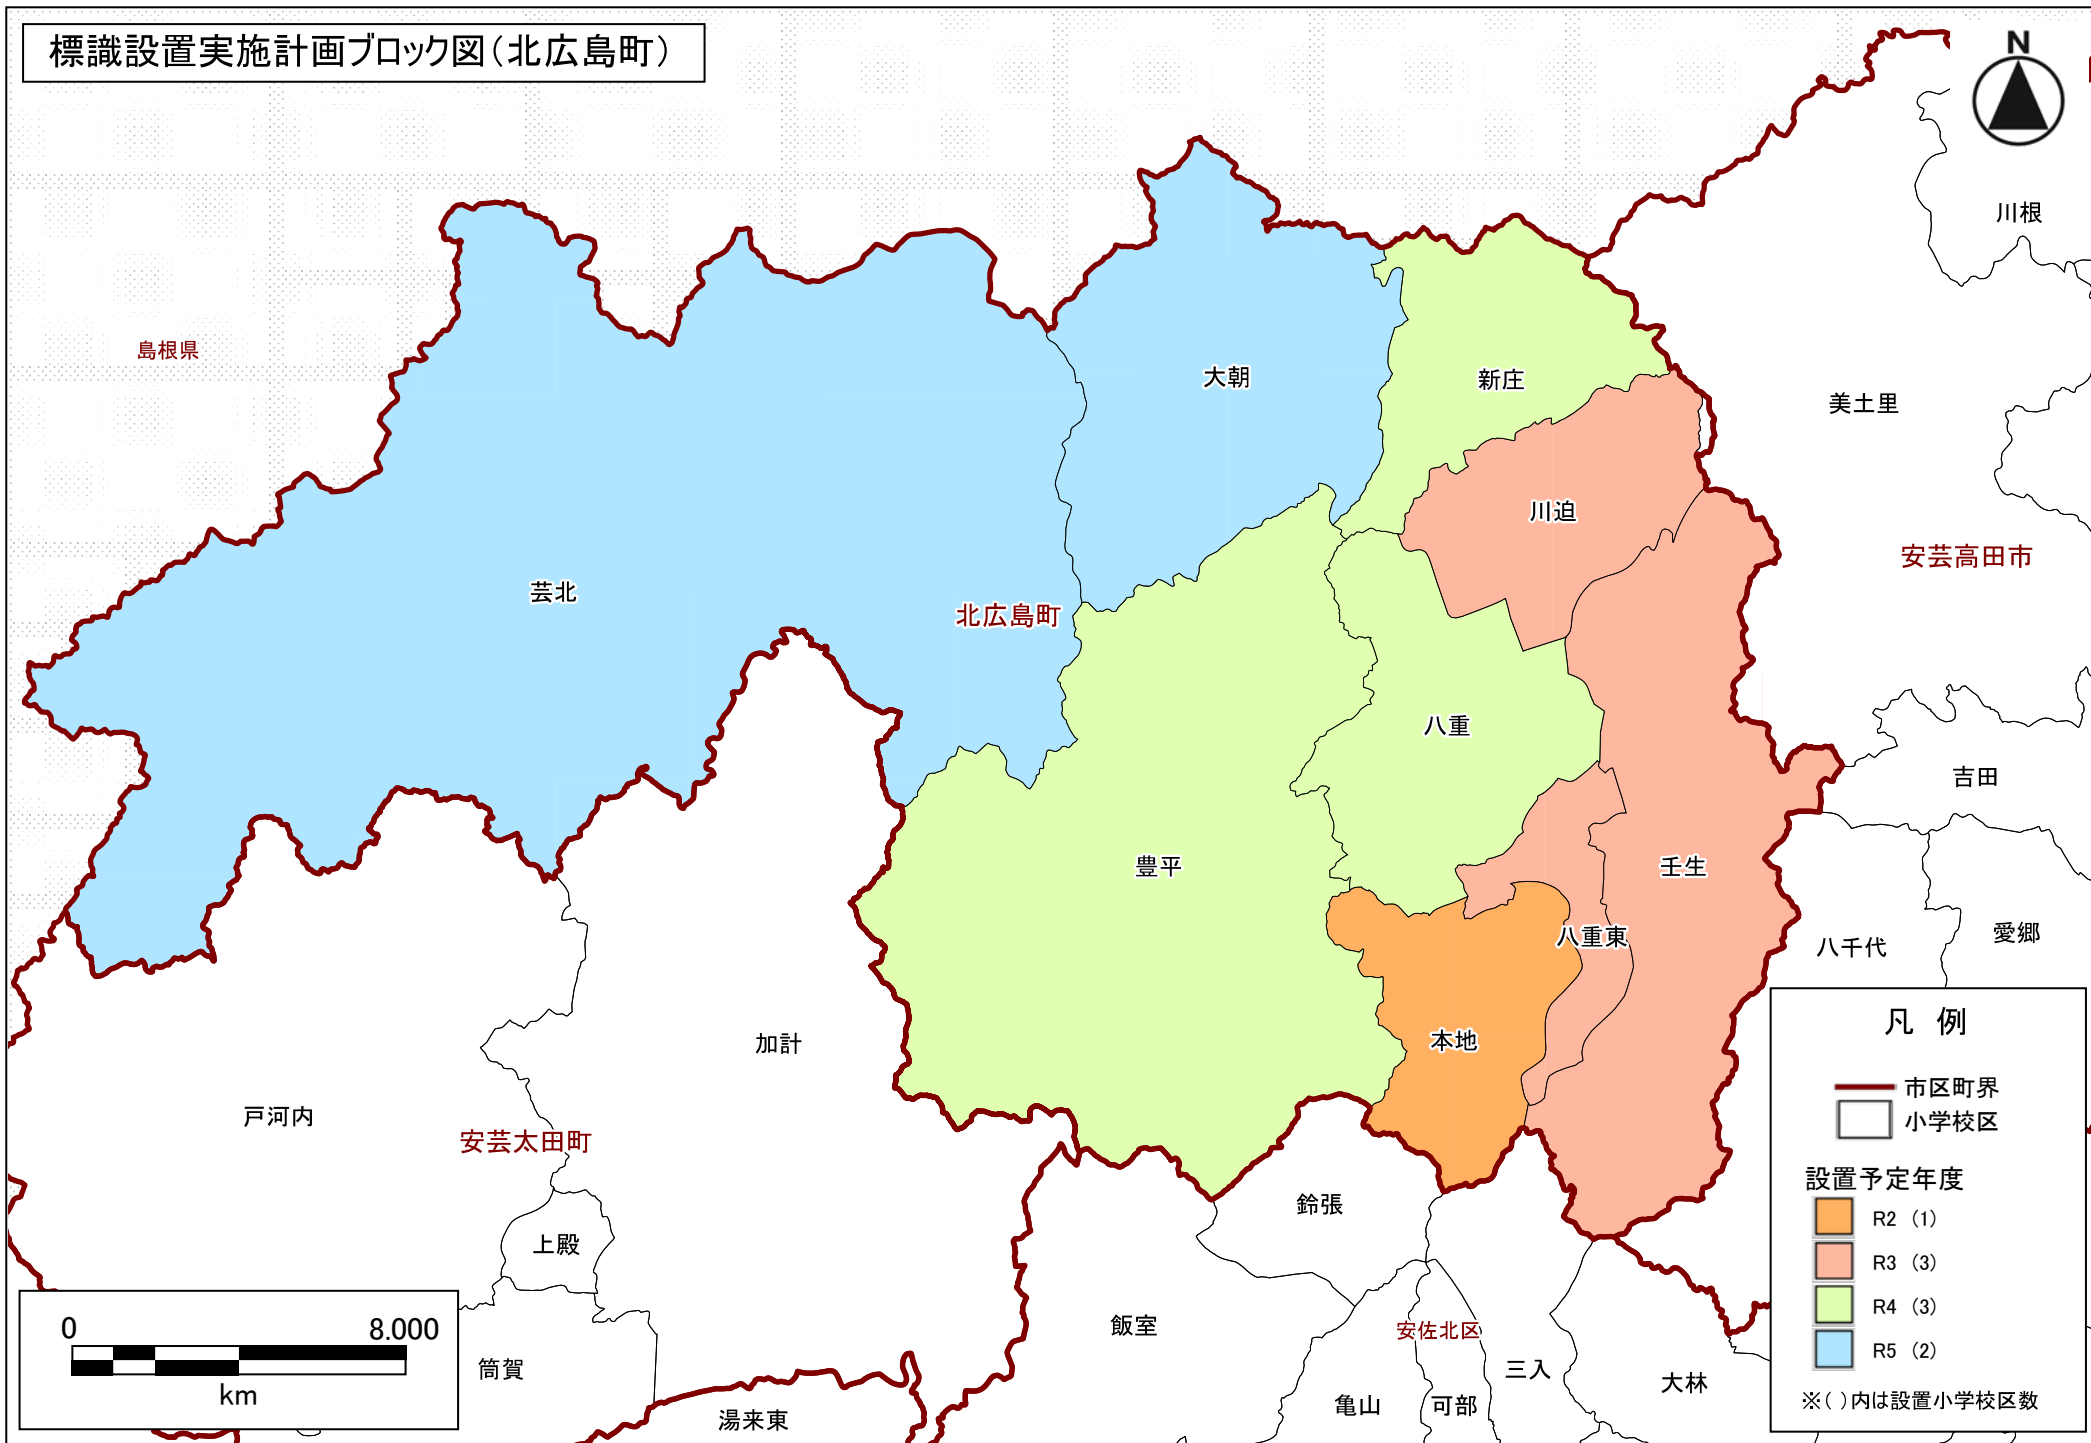 標識設置実施計画ブロック図(北広島町)
N
川根
島根県
大朝
新庄
美土里
川迫
安芸高田市
芸北
北広島町
八重
吉田
豊平
壬生
八重東
八千代
愛郷
本地
加計
戸河内
安芸太田町
鈴張
上殿
飯室
安佐北区
筒賀
三入
大林
亀山
可部
湯来東
0 8.000
km
凡 例
市区町界
小学校区
設置予定年度
R2 (1)
R3 (3)
R4 (3)
R5 (2)
※( )内は設置小学校区数